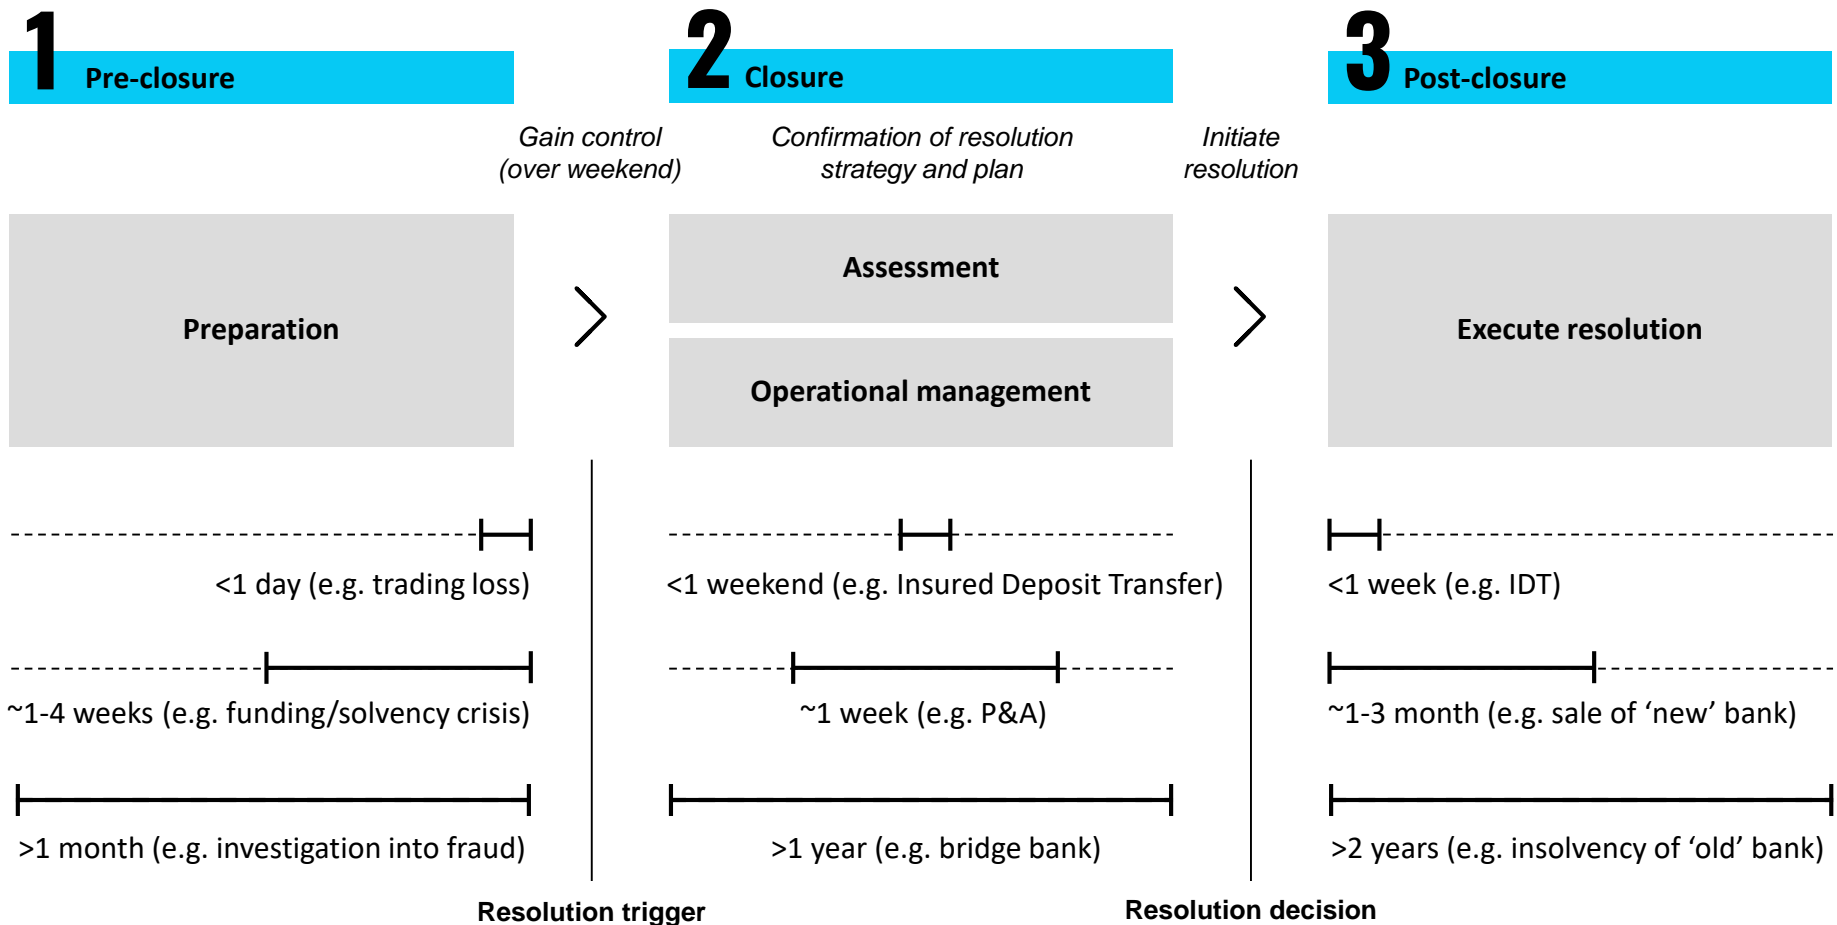 1 Pre-closure
2 Closure
3 Post-closure
Gain control
(over weekend)
Confirmation of resolution
strategy and plan
Initiate
resolution
Preparation
Assessment
Operational management
Execute resolution
<1 day (e.g. trading loss)
<1 weekend (e.g. Insured Deposit Transfer)
<1 week (e.g. IDT)
~1-4 weeks (e.g. funding/solvency crisis)
~1 week (e.g. P&A)
~1-3 month (e.g. sale of ‘new’ bank)
>1 month (e.g. investigation into fraud)
>1 year (e.g. bridge bank)
>2 years (e.g. insolvency of ‘old’ bank)
Resolution trigger
Resolution decision